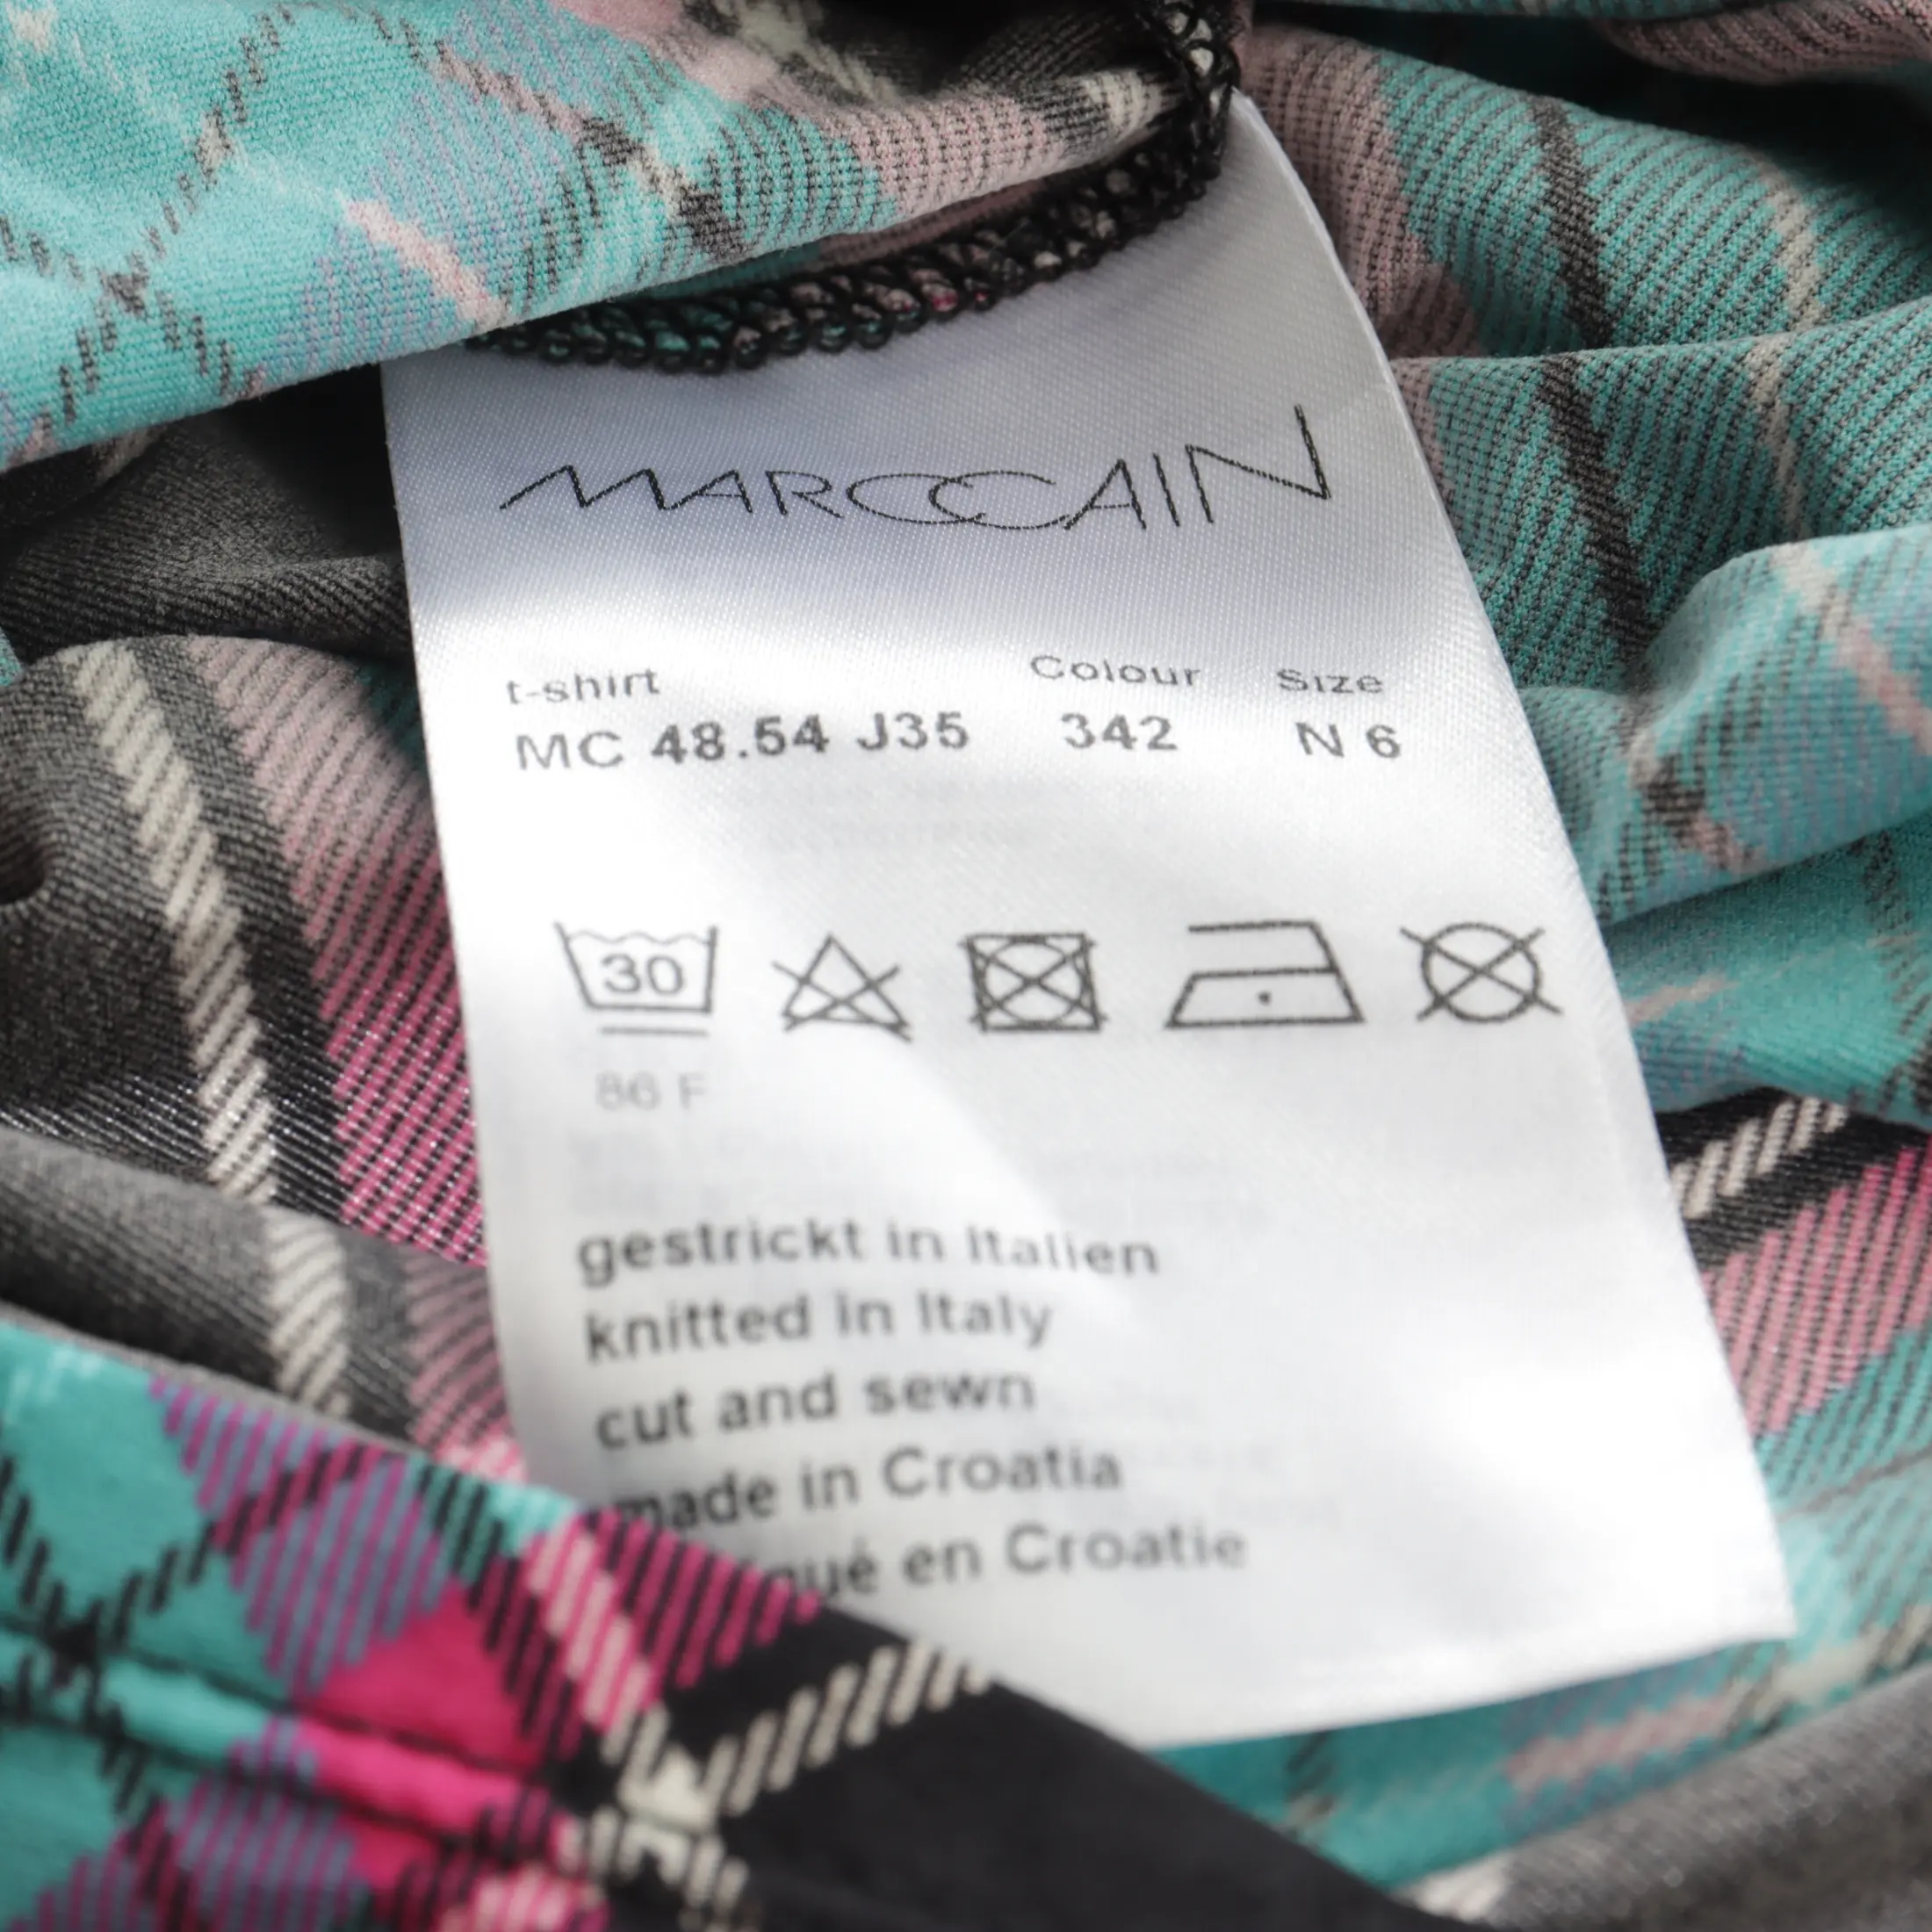 MARCCAIN
t-shirt Colour Size
MC 48.54 J35 342 N 6
30
86 F
gestrickt in Italien
knitted in Italy
cut and sewn
made in Croatia
en Croatie